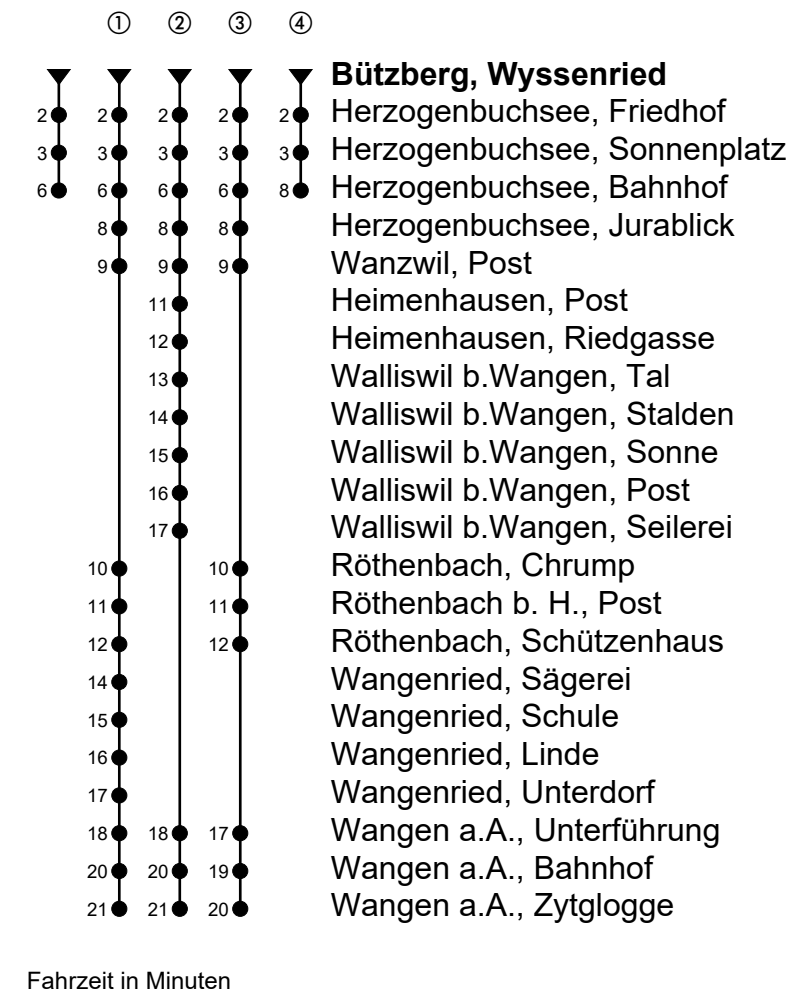 ① ② ③ ④
Bützberg, Wyssenried
2 2 2 2 2 Herzogenbuchsee, Friedhof
3 3 3 3 3 Herzogenbuchsee, Sonnenplatz
6 6 6 6 8 Herzogenbuchsee, Bahnhof
8 8 8 Herzogenbuchsee, Jurablick
9 9 9 Wanzwil, Post
11 Heimenhausen, Post
12 Heimenhausen, Riedgasse
13 Walliswil b.Wangen, Tal
14 Walliswil b.Wangen, Stalden
15 Walliswil b.Wangen, Sonne
16 Walliswil b.Wangen, Post
17 Walliswil b.Wangen, Seilerei
10 10 Röthenbach, Chrump
11 11 Röthenbach b. H., Post
12 12 Röthenbach, Schützenhaus
14 Wangenried, Sägerei
15 Wangenried, Schule
16 Wangenried, Linde
17 Wangenried, Unterdorf
18 18 17 Wangen a.A., Unterführung
20 20 19 Wangen a.A., Bahnhof
21 21 20 Wangen a.A., Zytglogge
Fahrzeit in Minuten